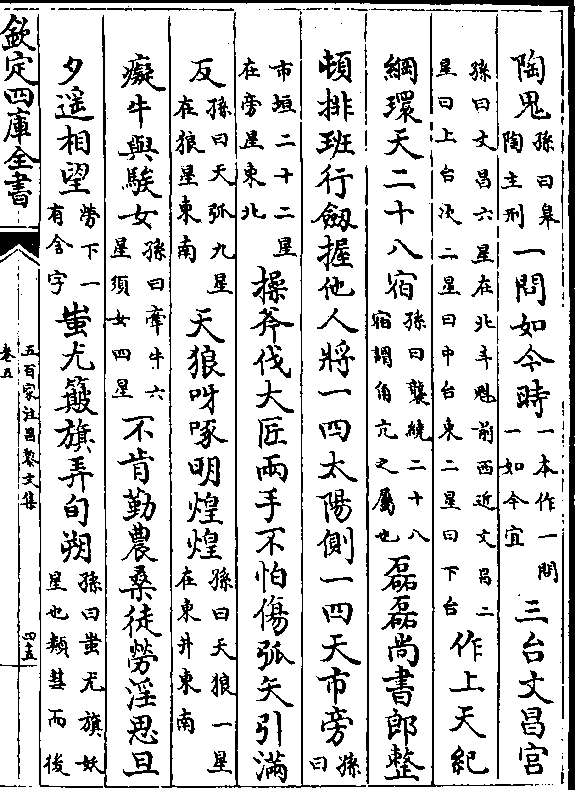 陶鬼孫曰皋陶主刑一問如今時一本作一問一如今宜三台文昌宮
孫曰文昌六星在北斗魁前西近文昌二星曰上台次二星曰中台東二星曰下台作上天紀
綱環天二十八宿孫曰襲繞二十八宿謂角亢之屬也磊磊尚書郎整
頓排班行劔握他人將一四太陽側一四天市旁孫曰
市垣二十二星在旁星東北操斧伐大匠兩手不怕傷弧矢引滿
反孫曰天弧九星在狼星東南天狼呀啄明煌煌孫曰天狼一星在東井東南
癡牛與騃女孫曰牽牛六星須女四星不肯勤農桑徒勞淫思旦
夕遥相望勞下一有含字蚩尤簸旗弄旬朔孫曰蚩尤旗妖星也類彗而後
欽定四庫全書
五百家注昌黎文集
卷五
四五